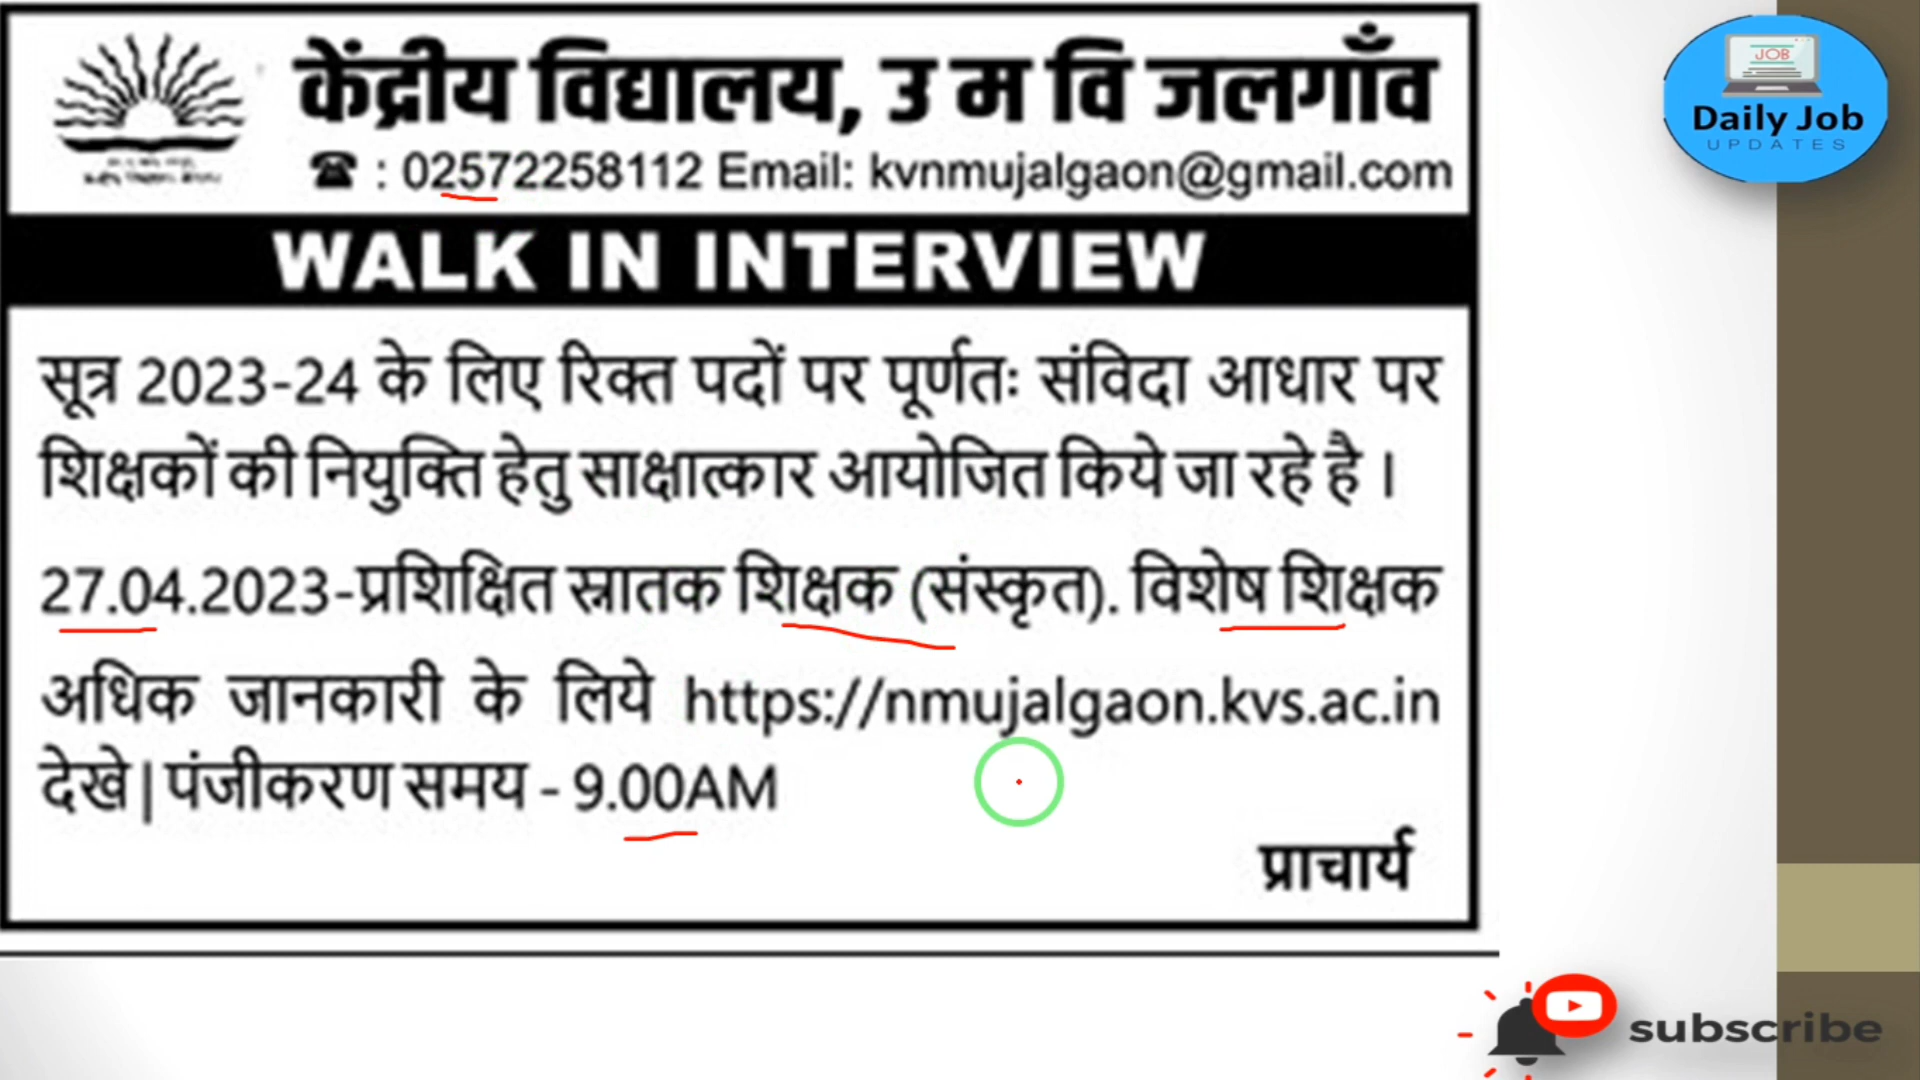 केंद्रीय विद्यालय, उ म वि जलगाँव
☎ : 02572258112 Email: kvnmujalgaon@gmail.com
WALK IN INTERVIEW
सूत्र 2023-24 के लिए रिक्त पदों पर पूर्णतः संविदा आधार पर
शिक्षकों की नियुक्ति हेतु साक्षात्कार आयोजित किये जा रहे है ।
27.04.2023-प्रशिक्षित स्नातक शिक्षक (संस्कृत). विशेष शिक्षक
अधिक जानकारी के लिये https://nmujalgaon.kvs.ac.in
देखे | पंजीकरण समय - 9.00AM
प्राचार्य
JOB
Daily Job
UPDATES
subscribe